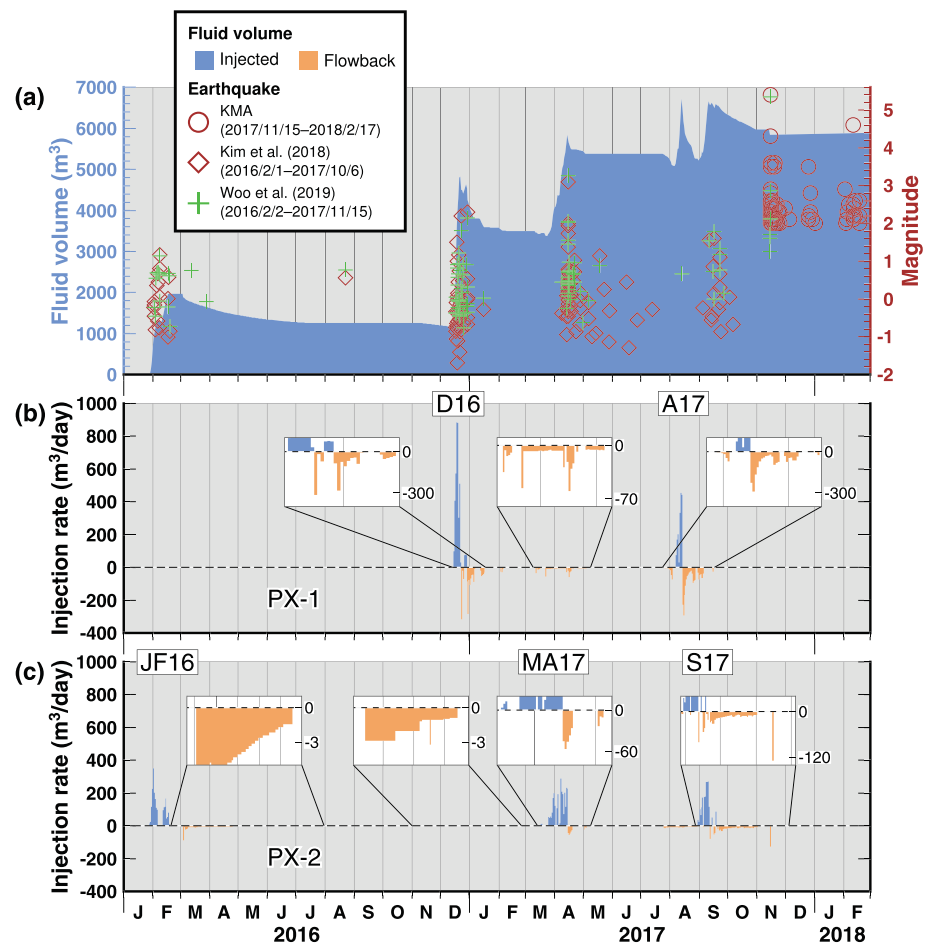 Fluid volume
Injected Flowback
Earthquake
KMA
(2017/11/15–2018/2/17)
Kim et al. (2018)
(2016/2/1–2017/10/6)
Woo et al. (2019)
(2016/2/2–2017/11/15)
(a)
Fluid volume (m³)
7000
6000
5000
4000
3000
2000
1000
0
Magnitude
5
4
3
2
1
0
-1
-2
(b)
Injection rate (m³/day)
1000
800
600
400
200
0
-200
-400
D16
A17
0
-300
0
-70
0
-300
PX-1
(c)
Injection rate (m³/day)
1000
800
600
400
200
0
-200
-400
JF16
MA17
S17
0
-3
0
-3
0
-60
0
-120
PX-2
J F M A M J J A S O N D J F M A M J J A S O N D J F
2016 2017 2018